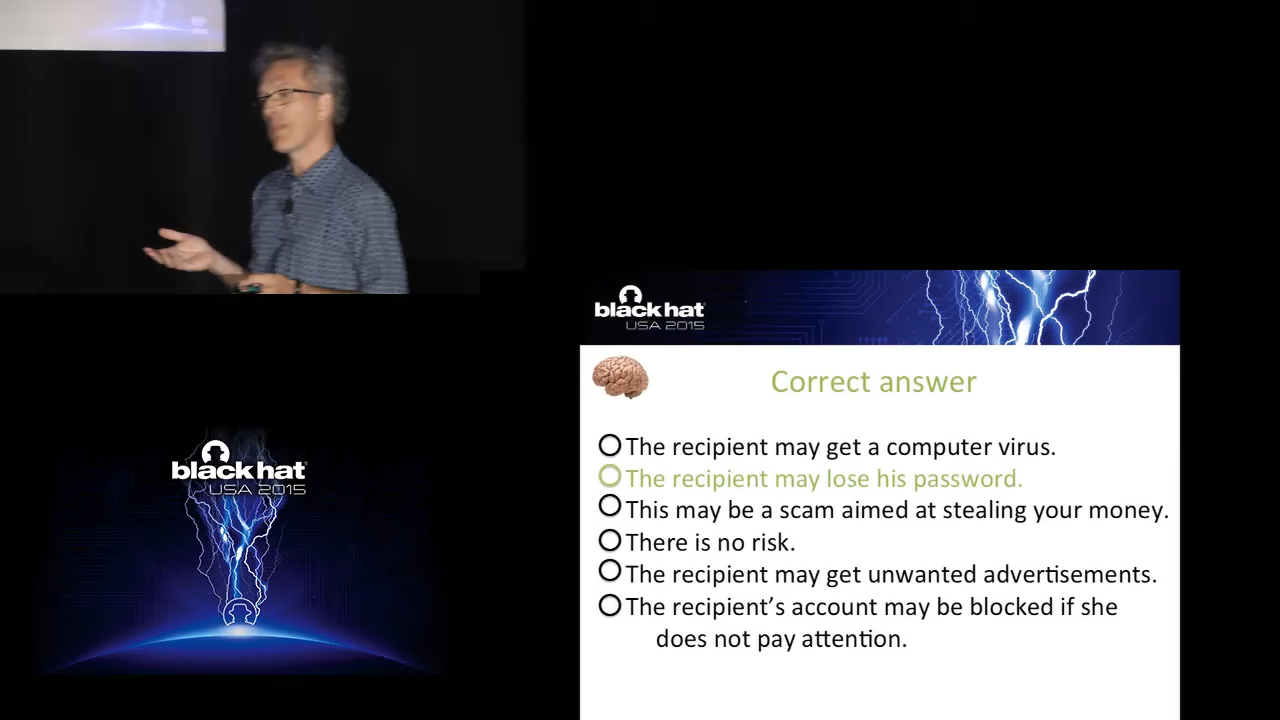 black hat
USA 2015
Correct answer
The recipient may get a computer virus.
The recipient may lose his password.
This may be a scam aimed at stealing your money.
There is no risk.
The recipient may get unwanted advertisements.
The recipient’s account may be blocked if she
does not pay attention.
black hat
USA 2015